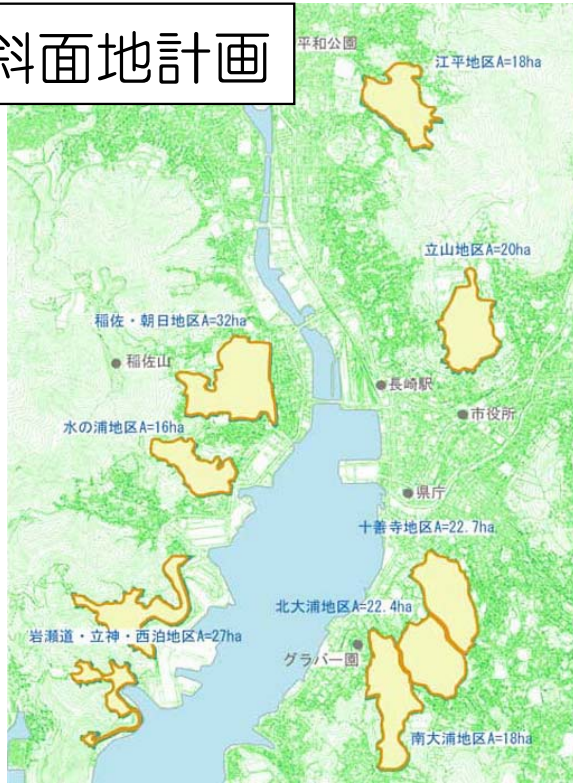 斜面地計画
平和公園
江平地区A=18ha
立山地区A=20ha
稲佐・朝日地区A=32ha
稲佐山
長崎駅
市役所
水の浦地区A=16ha
県庁
十善寺地区A=22.7ha
北大浦地区A=22.4ha
岩瀬道・立神・西泊地区A=27ha
グラバー園
南大浦地区A=18ha